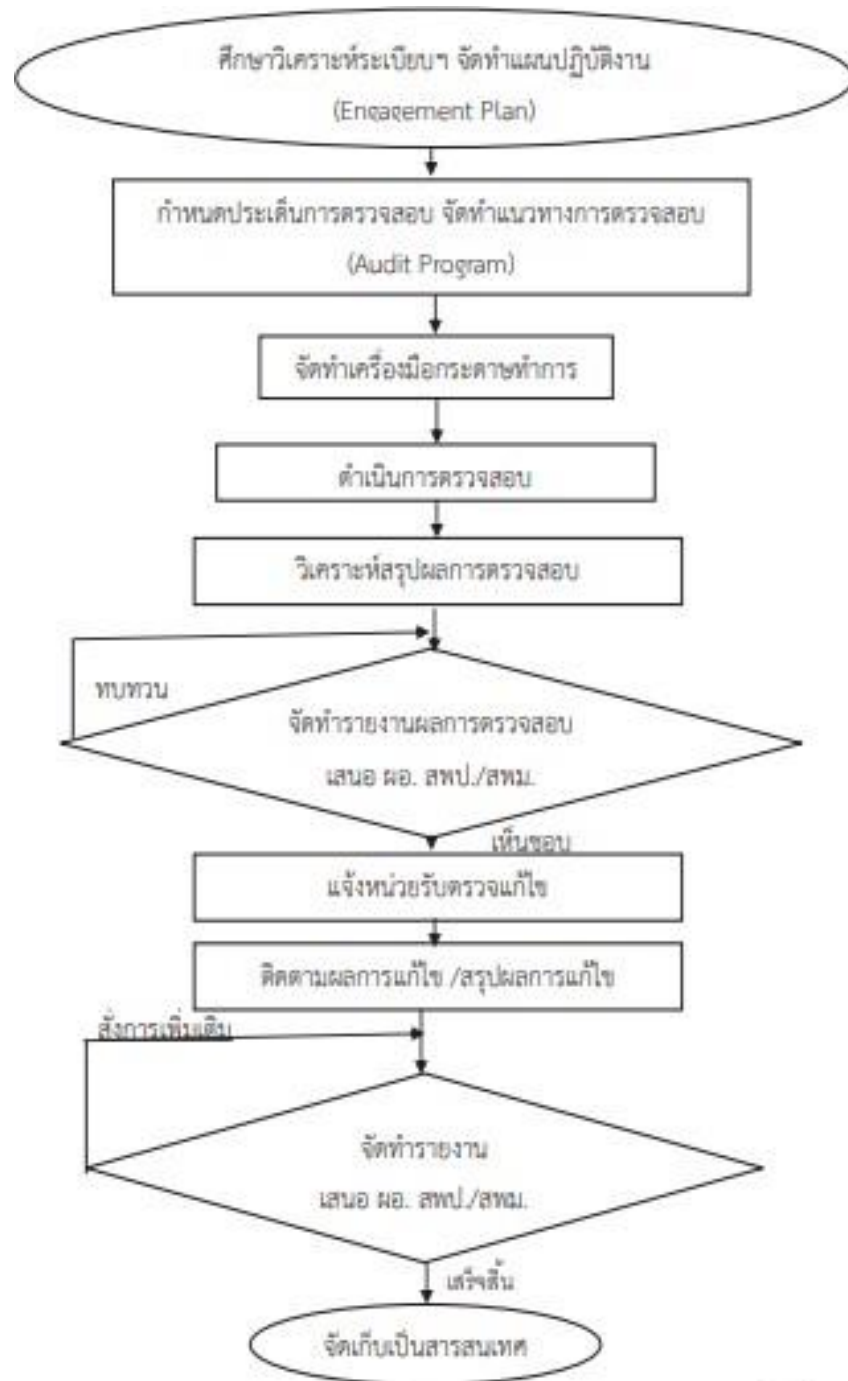 ศึกษาวิเคราะห์ระเบียบฯ จัดทำแผนปฏิบัติงาน
(Engagement Plan)
กำหนดประเด็นการตรวจสอบ จัดทำแนวทางการตรวจสอบ
(Audit Program)
จัดทำเครื่องมือกระดาษทำการ
ดำเนินการตรวจสอบ
วิเคราะห์สรุปผลการตรวจสอบ
ทบทวน
จัดทำรายงานผลการตรวจสอบ
เสนอ ผอ. สพป./สพม.
เห็นชอบ
แจ้งหน่วยรับตรวจแก้ไข
ติดตามผลการแก้ไข /สรุปผลการแก้ไข
สั่งการเพิ่มเติม
จัดทำรายงาน
เสนอ ผอ. สพป./สพม.
เสร็จสิ้น
จัดเก็บเป็นสารสนเทศ